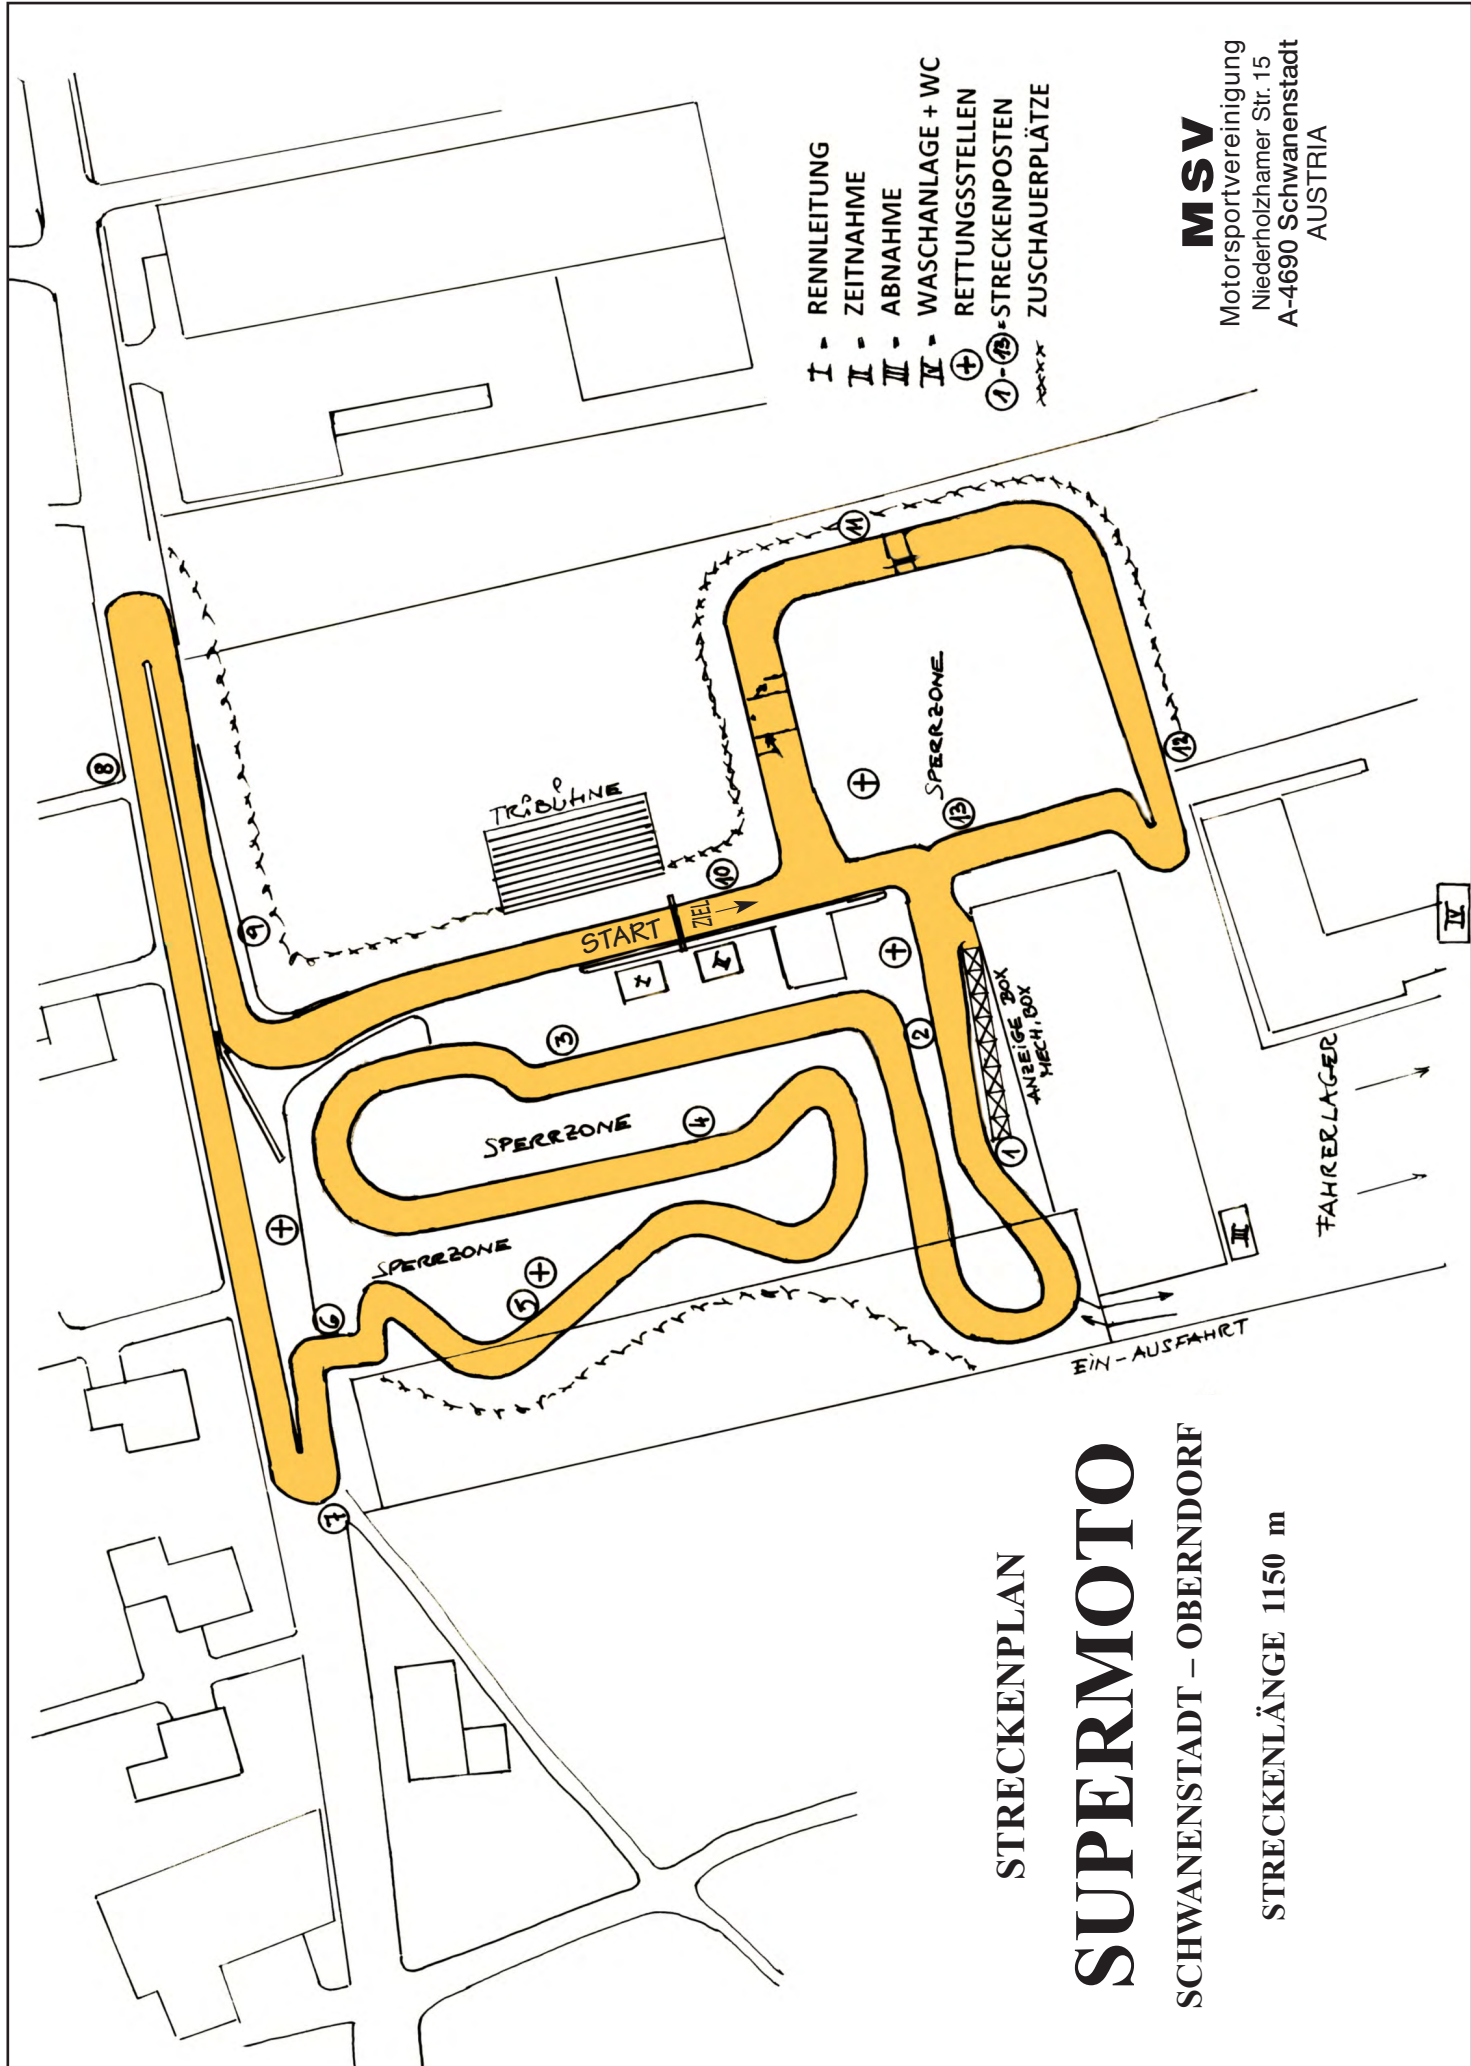 STRECKENPLAN
SUPERMOTO
SCHWANENSTADT – OBERNDORF
STRECKENLÄNGE 1150 m
I = RENNLEITUNG
II = ZEITNAHME
III = ABNAHME
IV = WASCHANLAGE + WC
+ RETTUNGSSTELLEN
1 - 13 = STRECKENPOSTEN
xxxx ZUSCHAUERPLÄTZE
MSV
Motorsportvereinigung
Niederholzhamer Str. 15
A-4690 Schwanenstadt
AUSTRIA
7
8
6
+
9
SPERRZONE
5
+
SPERRZONE
4
3
TRIBÜHNE
START
ZIEL
I
II
10
11
+
2
+
SPERRZONE
13
12
1
ANZEIGE BOX
MECH. BOX
EIN-AUSFAHRT
III
FAHRERLAGER
IV